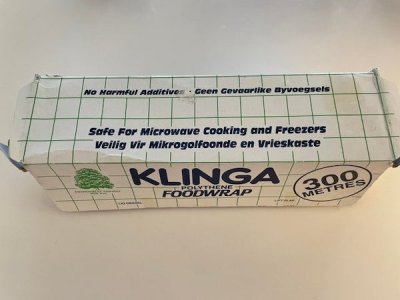 No Harmful Additives · Geen Gevaarlike Byvoegsels
Safe For Microwave Cooking and Freezers
Veilig Vir Mikrogolfoonde en Vrieskaste
KLINGA
POLYTHENE
FOODWRAP
300
METRES